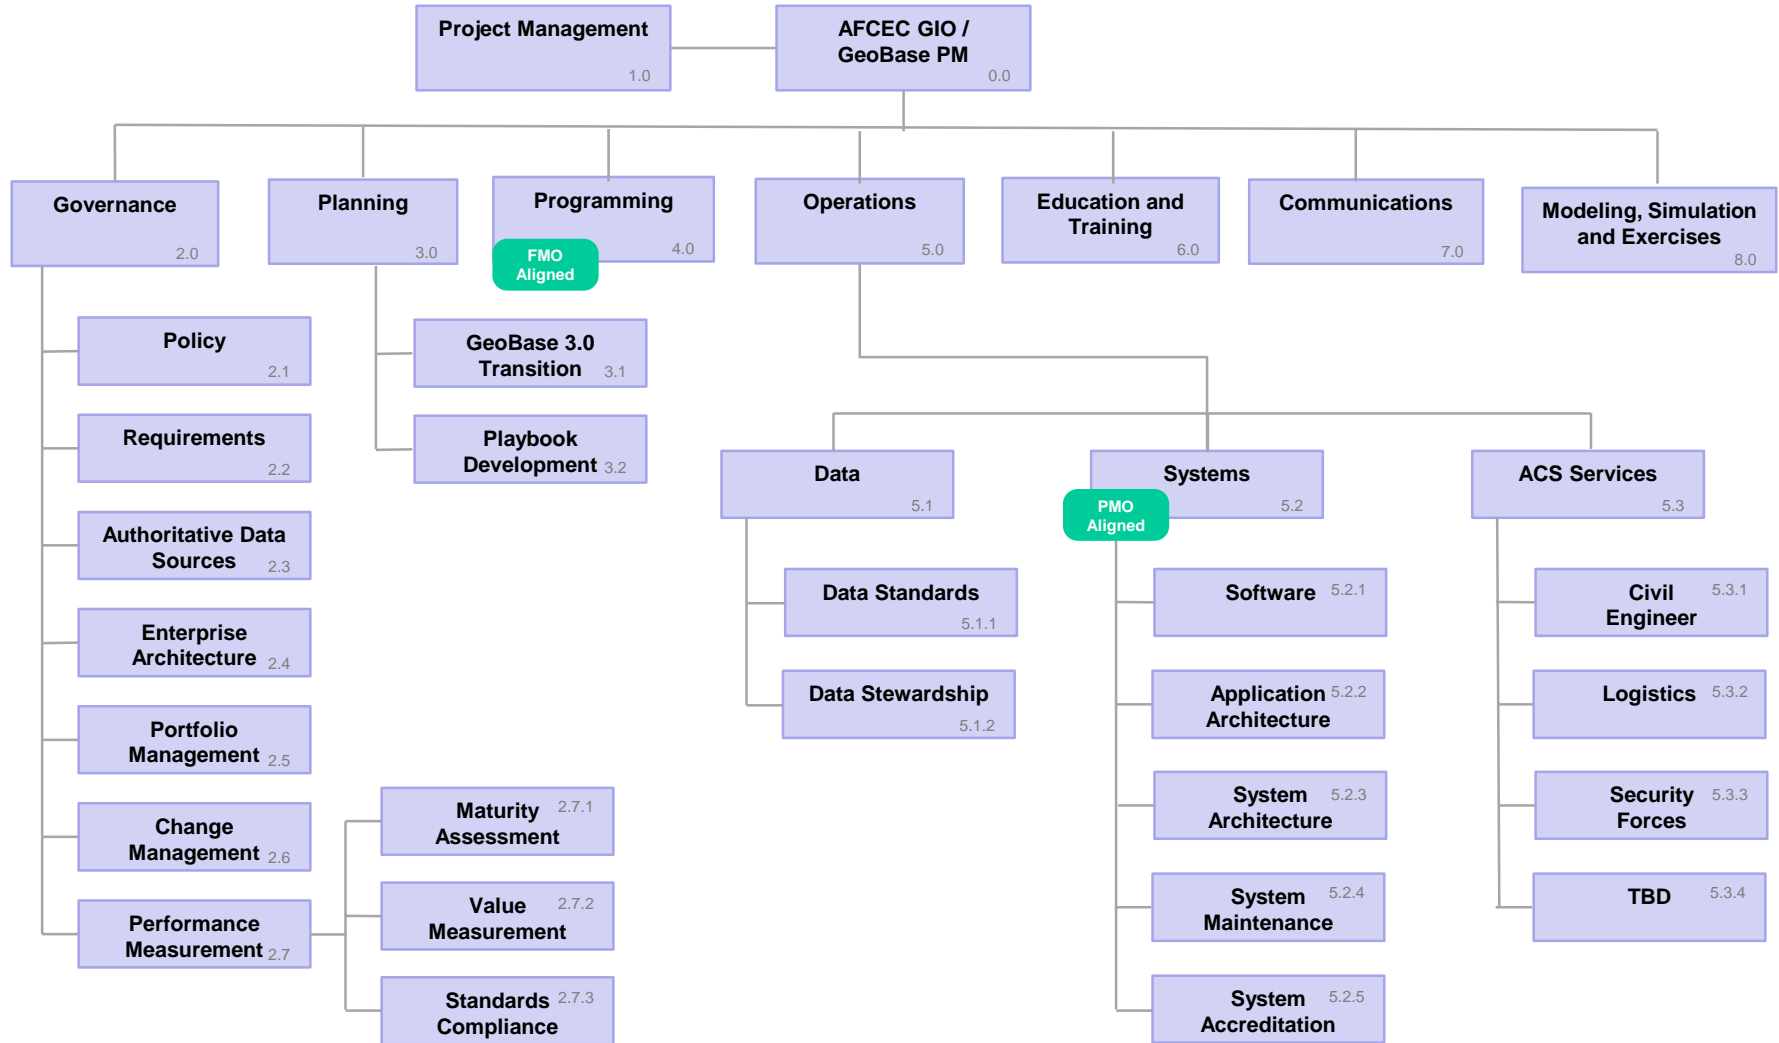 Project Management
1.0
AFCEC GIO /
GeoBase PM
0.0
Governance
2.0
Planning
3.0
Programming
4.0
FMO
Aligned
Operations
5.0
Education and
Training
6.0
Communications
7.0
Modeling, Simulation
and Exercises
8.0
Policy
2.1
Requirements
2.2
Authoritative Data
Sources 2.3
Enterprise
Architecture 2.4
Portfolio
Management 2.5
Change
Management 2.6
Performance
Measurement 2.7
Maturity 2.7.1
Assessment
Value 2.7.2
Measurement
Standards 2.7.3
Compliance
GeoBase 3.0
Transition 3.1
Playbook
Development 3.2
Data
5.1
Data Standards
5.1.1
Data Stewardship
5.1.2
Systems
5.2
PMO
Aligned
Software 5.2.1
Application 5.2.2
Architecture
System 5.2.3
Architecture
System 5.2.4
Maintenance
System 5.2.5
Accreditation
ACS Services
5.3
Civil 5.3.1
Engineer
Logistics 5.3.2
Security 5.3.3
Forces
TBD 5.3.4